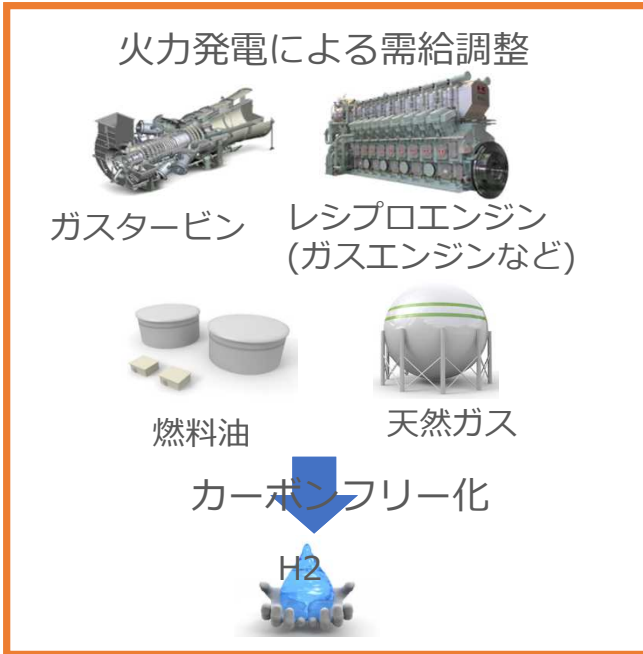 火力発電による需給調整
ガスタービン
レシプロエンジン
(ガスエンジンなど)
燃料油
天然ガス
カーボンフリー化
H2